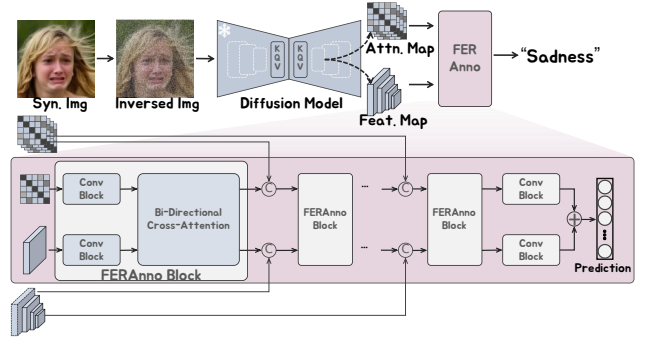 Syn. Img
Inversed Img
K
Q
V
K
Q
V
Diffusion Model
Attn. Map
Feat. Map
FER
Anno
"Sadness"
Conv
Block
Bi-Directional
Cross-Attention
Conv
Block
FERAnno Block
C
C
FERAnno
Block
...
...
C
C
FERAnno
Block
Conv
Block
Conv
Block
Prediction